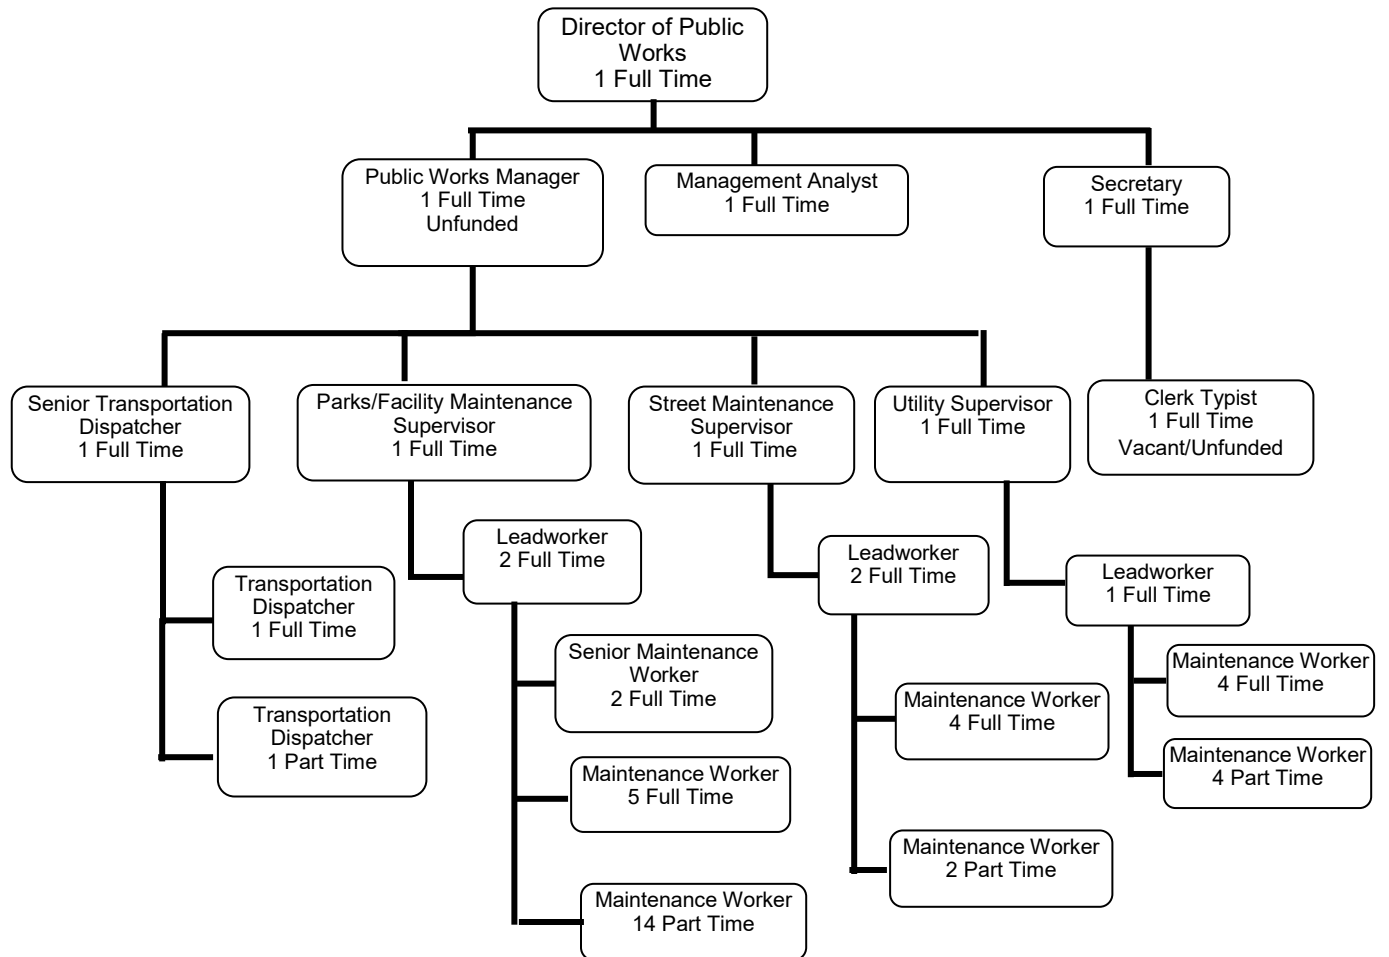 Director of Public
Works
1 Full Time
Public Works Manager
1 Full Time
Unfunded
Management Analyst
1 Full Time
Secretary
1 Full Time
Senior Transportation
Dispatcher
1 Full Time
Parks/Facility Maintenance
Supervisor
1 Full Time
Street Maintenance
Supervisor
1 Full Time
Utility Supervisor
1 Full Time
Clerk Typist
1 Full Time
Vacant/Unfunded
Transportation
Dispatcher
1 Full Time
Transportation
Dispatcher
1 Part Time
Leadworker
2 Full Time
Senior Maintenance
Worker
2 Full Time
Maintenance Worker
5 Full Time
Maintenance Worker
14 Part Time
Leadworker
2 Full Time
Maintenance Worker
4 Full Time
Maintenance Worker
2 Part Time
Leadworker
1 Full Time
Maintenance Worker
4 Full Time
Maintenance Worker
4 Part Time